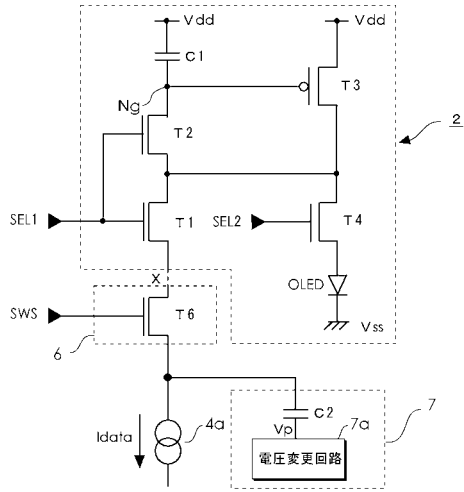 Vdd
Vdd
C1
T3
Ng
T2
2
SEL1
T1
SEL2
T4
X
OLED
SWS
T6
Vss
6
7
C2
4a
Vp
7a
Idata
電圧変更回路